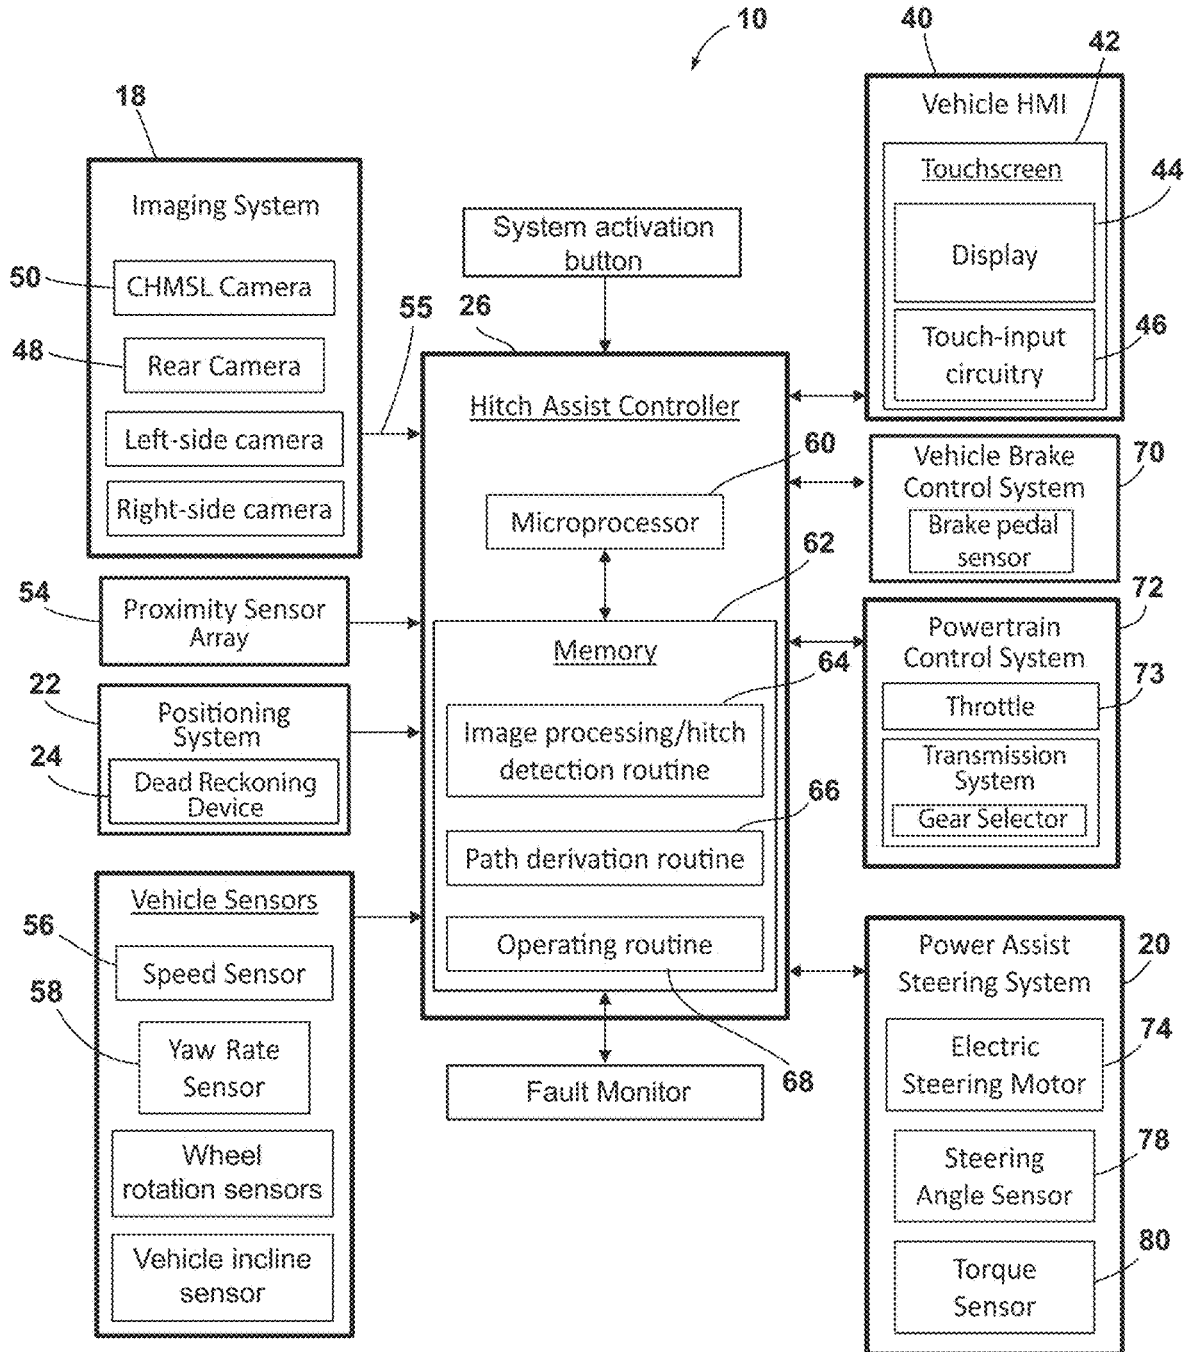 10
18
Imaging System
50
CHMSL Camera
48
Rear Camera
Left-side camera
Right-side camera
55
54
Proximity Sensor
Array
22
Positioning
System
24
Dead Reckoning
Device
Vehicle Sensors
56
Speed Sensor
58
Yaw Rate
Sensor
Wheel
rotation sensors
Vehicle incline
sensor
System activation
button
26
Hitch Assist Controller
60
Microprocessor
62
Memory
64
Image processing/hitch
detection routine
66
Path derivation routine
Operating routine
68
Fault Monitor
40
Vehicle HMI
42
Touchscreen
44
Display
46
Touch-input
circuitry
Vehicle Brake
Control System
70
Brake pedal
sensor
72
Powertrain
Control System
73
Throttle
Transmission
System
Gear Selector
20
Power Assist
Steering System
74
Electric
Steering Motor
78
Steering
Angle Sensor
80
Torque
Sensor